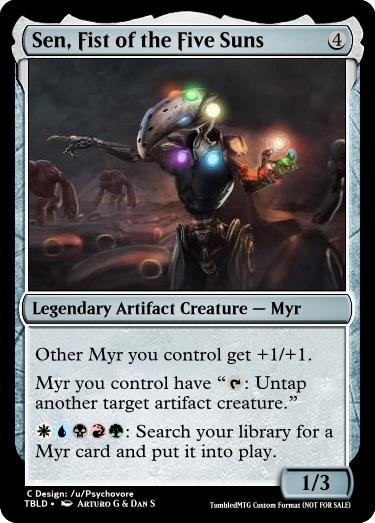 Sen, Fist of the Five Suns 4
Legendary Artifact Creature — Myr
Other Myr you control get +1/+1.
Myr you control have “ : Untap
another target artifact creature.”
: Search your library for a
Myr card and put it into play.
1/3
C Design: /u/Psychovore
TBLD • Arturo G & Dan S
TumbledMTG Custom Format (NOT FOR SALE)